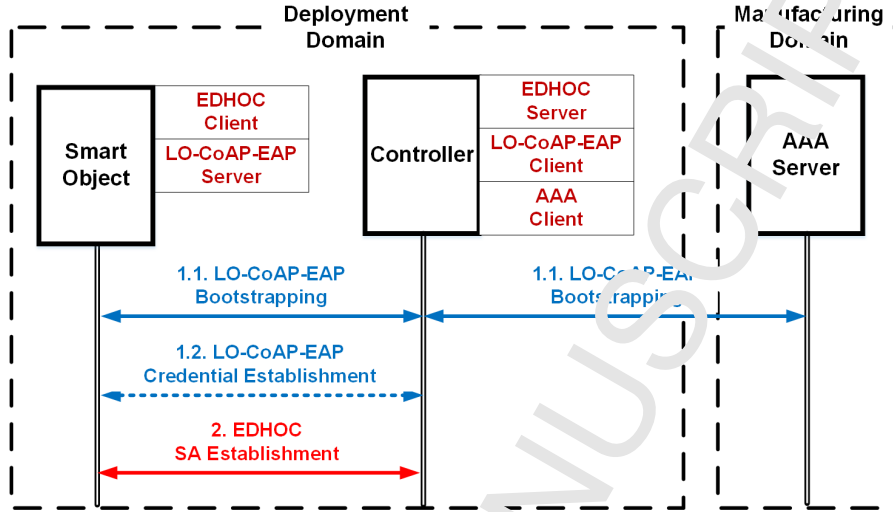 Deployment
Domain
Manufacturing
Domain
Smart
Object
EDHOC
Client
LO-CoAP-EAP
Server
Controller
EDHOC
Server
LO-CoAP-EAP
Client
AAA
Client
AAA
Server
1.1. LO-CoAP-EAP
Bootstrapping
1.1. LO-CoAP-EAP
Bootstrapping
1.2. LO-CoAP-EAP
Credential Establishment
2. EDHOC
SA Establishment
NUSCRIP